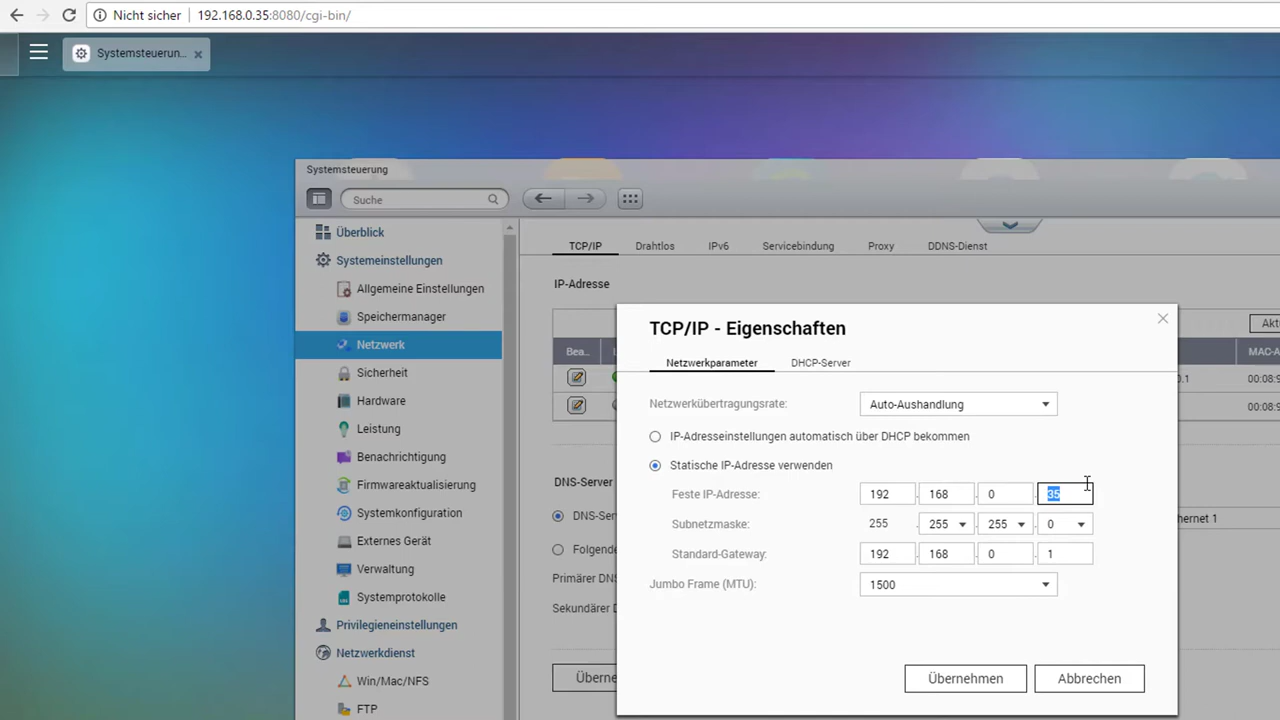 Nicht sicher 192.168.0.35:8080/cgi-bin/
Systemsteuerun...
Systemsteuerung
Suche
Überblick
Systemeinstellungen
Allgemeine Einstellungen
Speichermanager
Netzwerk
Sicherheit
Hardware
Leistung
Benachrichtigung
Firmwareaktualisierung
Systemkonfiguration
Externes Gerät
Verwaltung
Systemprotokolle
Privilegieneinstellungen
Netzwerkdienst
Win/Mac/NFS
FTP
TCP/IP Drahtlos IPv6 Servicebindung Proxy DDNS-Dienst
IP-Adresse
Akt
Bea... MAC-A
0.1 00:08:9
00:08:9
DNS-Server
DNS-Ser
hernet 1
Folgende
Primärer DN
Sekundärer D
Überne
TCP/IP - Eigenschaften
Netzwerkparameter DHCP-Server
Netzwerkübertragungsrate: Auto-Aushandlung
IP-Adresseinstellungen automatisch über DHCP bekommen
Statische IP-Adresse verwenden
Feste IP-Adresse: 192 . 168 . 0 . 35
Subnetzmaske: 255 . 255 . 255 . 0
Standard-Gateway: 192 . 168 . 0 . 1
Jumbo Frame (MTU): 1500
Übernehmen Abbrechen